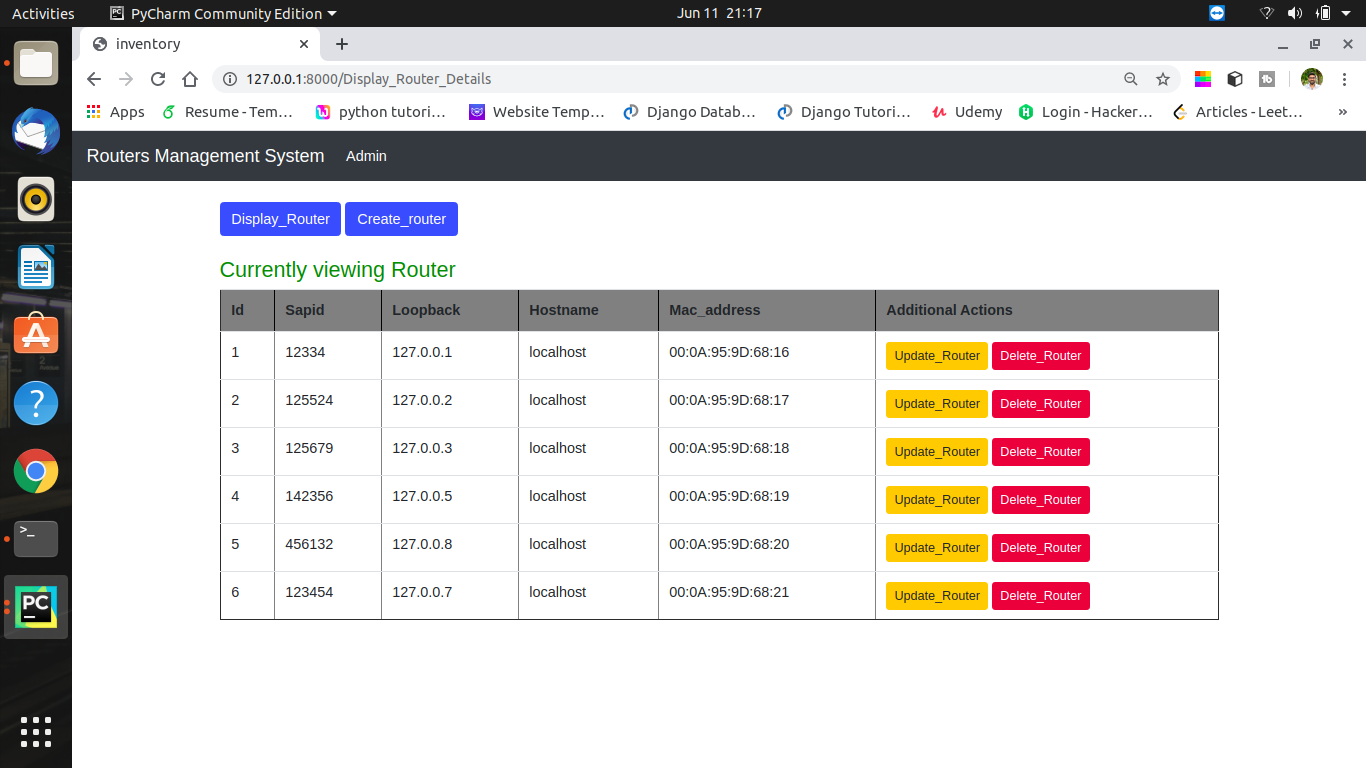 Activities PyCharm Community Edition Jun 11 21:17
inventory
127.0.0.1:8000/Display_Router_Details
Apps Resume - Tem… python tutori… Website Temp… Django Datab… Django Tutori… Udemy Login - Hacker… Articles - Leet… »
Routers Management System Admin
Display_Router Create_router
Currently viewing Router
Id Sapid Loopback Hostname Mac_address Additional Actions
1 12334 127.0.0.1 localhost 00:0A:95:9D:68:16 Update_Router Delete_Router
2 125524 127.0.0.2 localhost 00:0A:95:9D:68:17 Update_Router Delete_Router
3 125679 127.0.0.3 localhost 00:0A:95:9D:68:18 Update_Router Delete_Router
4 142356 127.0.0.5 localhost 00:0A:95:9D:68:19 Update_Router Delete_Router
5 456132 127.0.0.8 localhost 00:0A:95:9D:68:20 Update_Router Delete_Router
6 123454 127.0.0.7 localhost 00:0A:95:9D:68:21 Update_Router Delete_Router
>_
PC